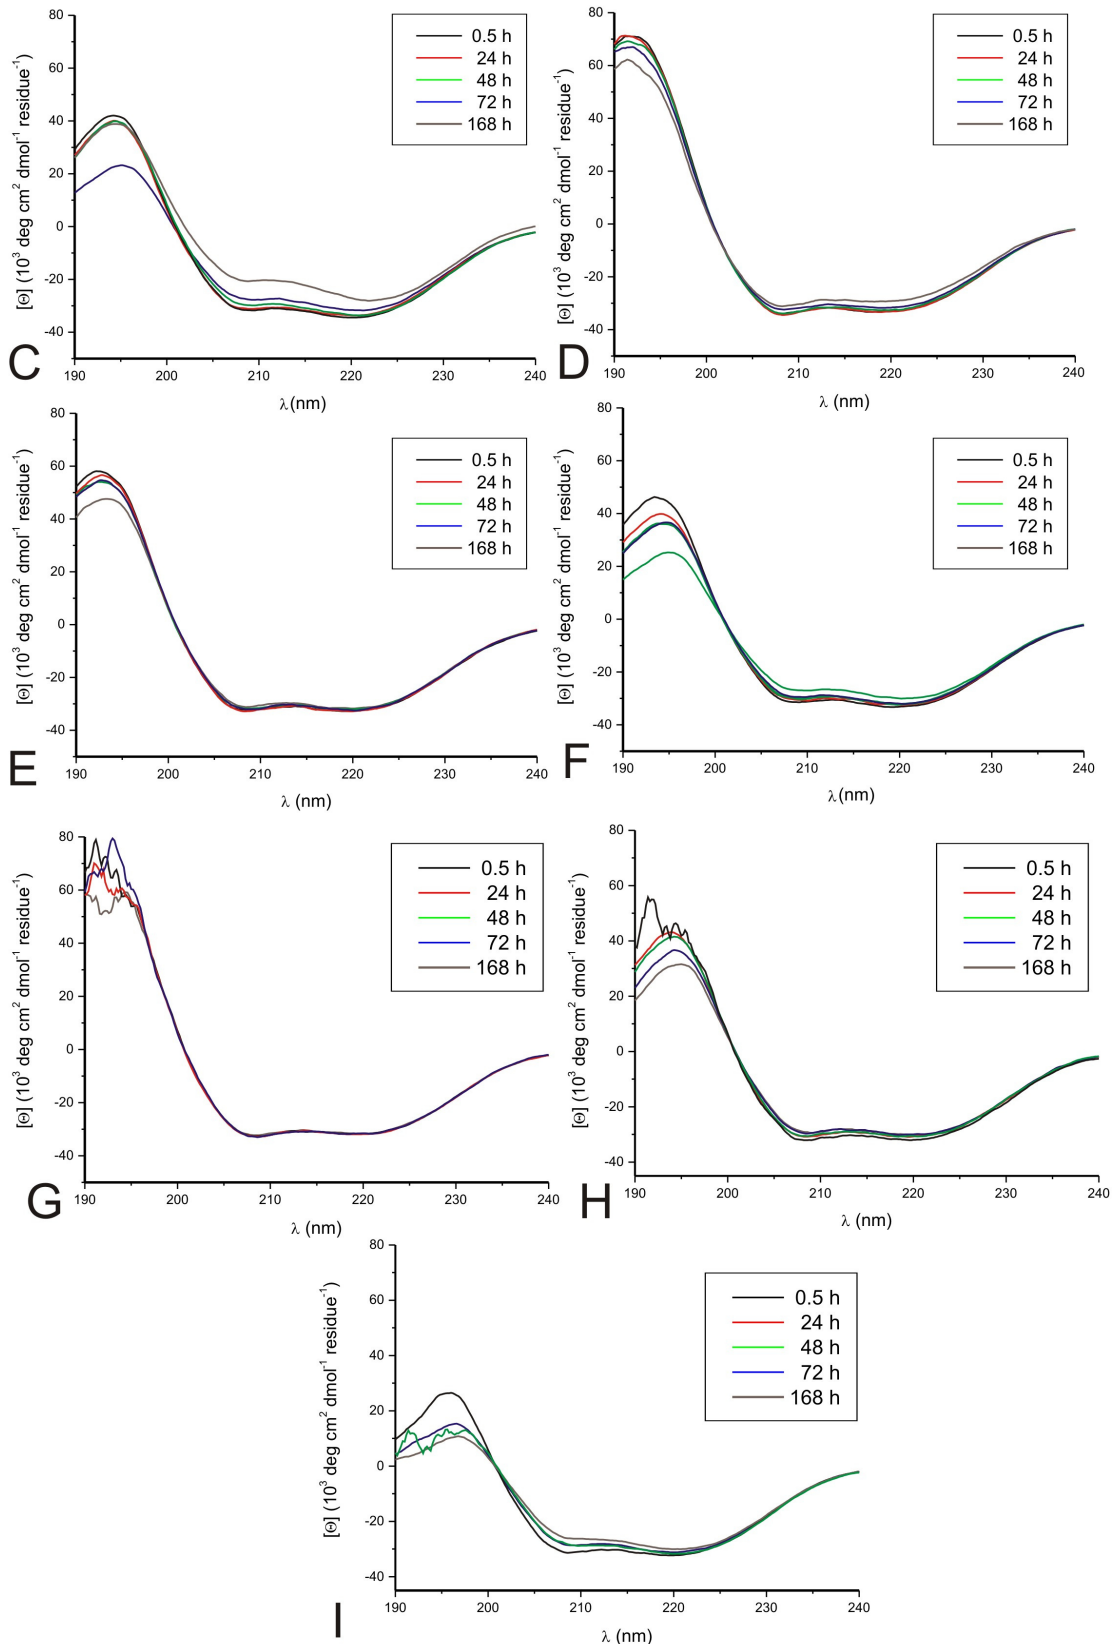 80
60
40
20
0
-20
-40
[Θ] (10³ deg cm² dmol⁻¹ residue⁻¹)
0.5 h
24 h
48 h
72 h
168 h
190 200 210 220 230 240
λ(nm)
C
80
60
40
20
0
-20
-40
[Θ] (10³ deg cm² dmol⁻¹ residue⁻¹)
0.5 h
24 h
48 h
72 h
168 h
190 200 210 220 230 240
λ (nm)
D
80
60
40
20
0
-20
-40
[Θ] (10³ deg cm² dmol⁻¹ residue⁻¹)
0.5 h
24 h
48 h
72 h
168 h
190 200 210 220 230 240
λ (nm)
E
80
60
40
20
0
-20
-40
[Θ] (10³ deg cm² dmol⁻¹ residue⁻¹)
0.5 h
24 h
48 h
72 h
168 h
190 200 210 220 230 240
λ(nm)
F
80
60
40
20
0
-20
-40
[Θ] (10³ deg cm² dmol⁻¹ residue⁻¹)
0.5 h
24 h
48 h
72 h
168 h
190 200 210 220 230 240
λ (nm)
G
80
60
40
20
0
-20
-40
[Θ] (10³ deg cm² dmol⁻¹ residue⁻¹)
0.5 h
24 h
48 h
72 h
168 h
190 200 210 220 230 240
λ (nm)
H
80
60
40
20
0
-20
-40
[Θ] (10³ deg cm² dmol⁻¹ residue⁻¹)
0.5 h
24 h
48 h
72 h
168 h
190 200 210 220 230 240
λ (nm)
I